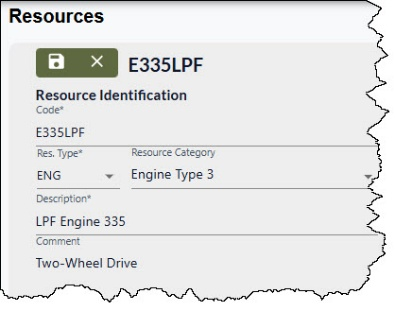 Resources
E335LPF
Resource Identification
Code*
E335LPF
Res. Type* Resource Category
ENG Engine Type 3
Description*
LPF Engine 335
Comment
Two-Wheel Drive